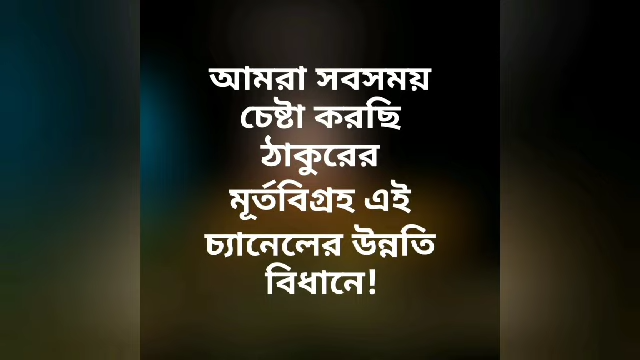 আমরা সবসময়
চেষ্টা করছি
ঠাকুরের
মূর্তবিগ্রহ এই
চ্যানেলের উন্নতি
বিধানে!